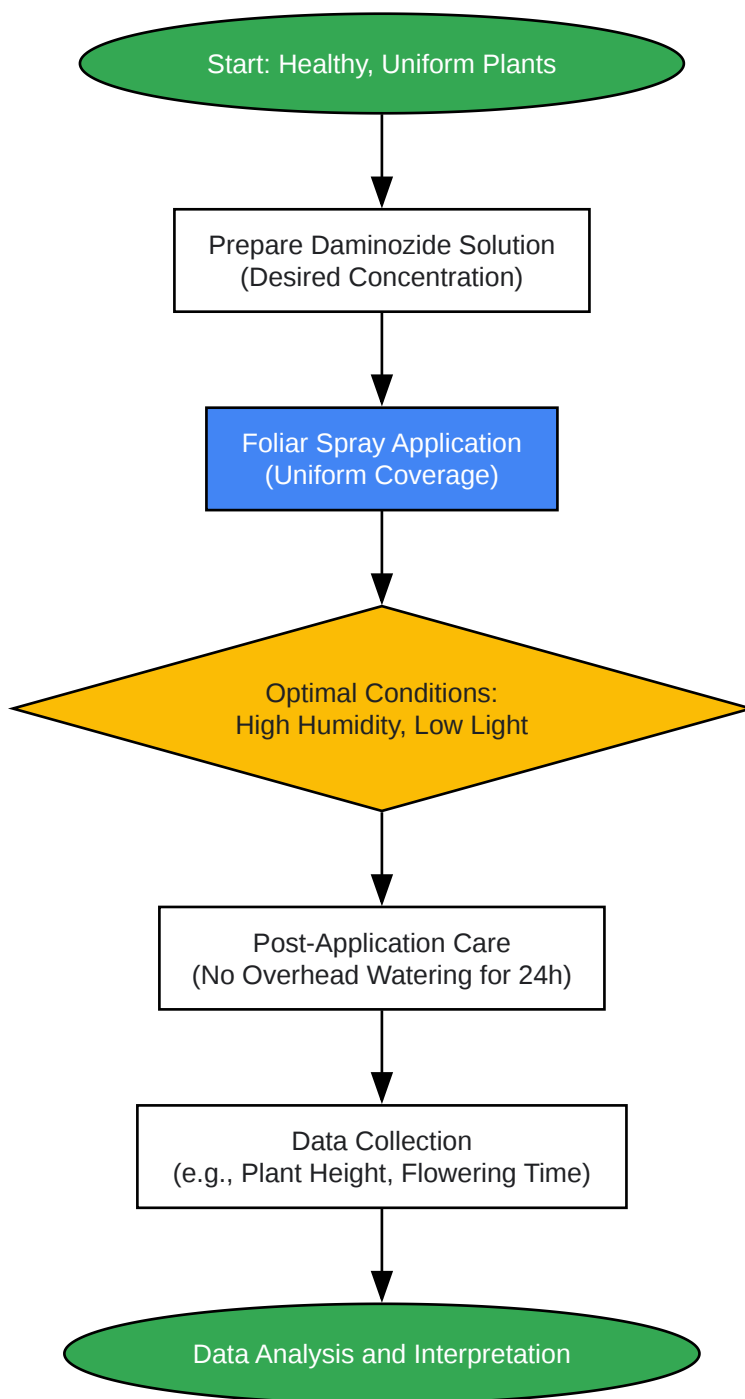 Start: Healthy, Uniform Plants
Prepare Daminozide Solution
(Desired Concentration)
Foliar Spray Application
(Uniform Coverage)
Optimal Conditions:
High Humidity, Low Light
Post-Application Care
(No Overhead Watering for 24h)
Data Collection
(e.g., Plant Height, Flowering Time)
Data Analysis and Interpretation